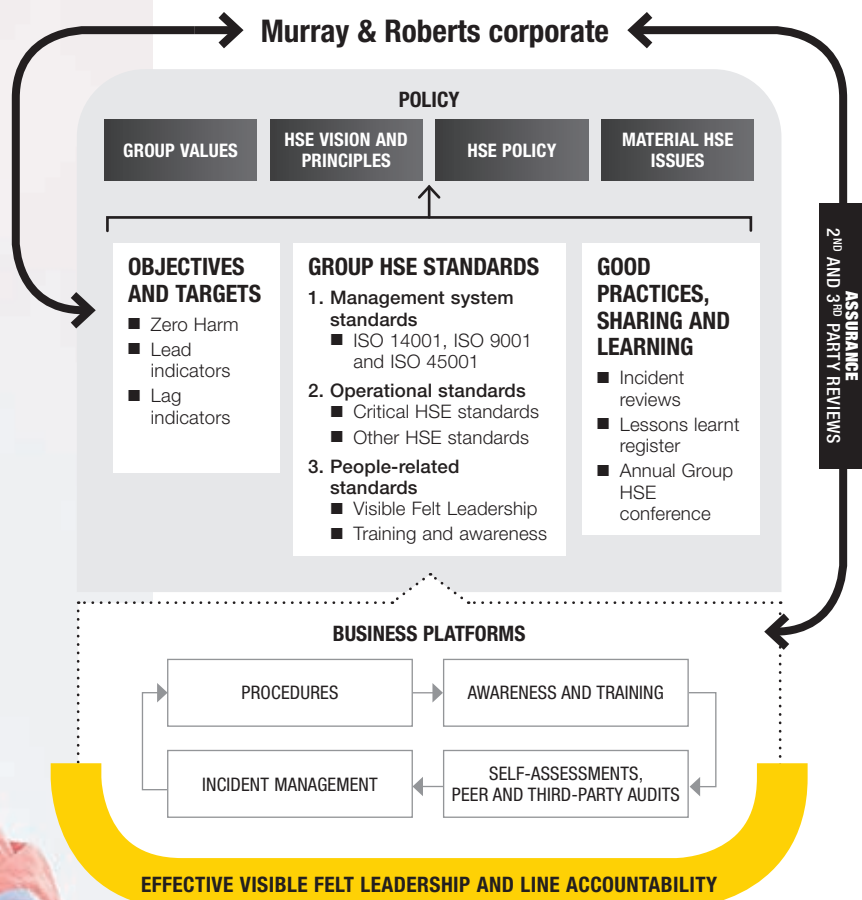 Murray & Roberts corporate
POLICY
GROUP VALUES
HSE VISION AND
PRINCIPLES
HSE POLICY
MATERIAL HSE
ISSUES
OBJECTIVES
AND TARGETS
■ Zero Harm
■ Lead
indicators
■ Lag
indicators
GROUP HSE STANDARDS
1. Management system
standards
■ ISO 14001, ISO 9001
and ISO 45001
2. Operational standards
■ Critical HSE standards
■ Other HSE standards
3. People-related
standards
■ Visible Felt Leadership
■ Training and awareness
GOOD
PRACTICES,
SHARING AND
LEARNING
■ Incident
reviews
■ Lessons learnt
register
■ Annual Group
HSE
conference
ASSURANCE
2ND AND 3RD PARTY REVIEWS
BUSINESS PLATFORMS
PROCEDURES
AWARENESS AND TRAINING
INCIDENT MANAGEMENT
SELF-ASSESSMENTS,
PEER AND THIRD-PARTY AUDITS
EFFECTIVE VISIBLE FELT LEADERSHIP AND LINE ACCOUNTABILITY